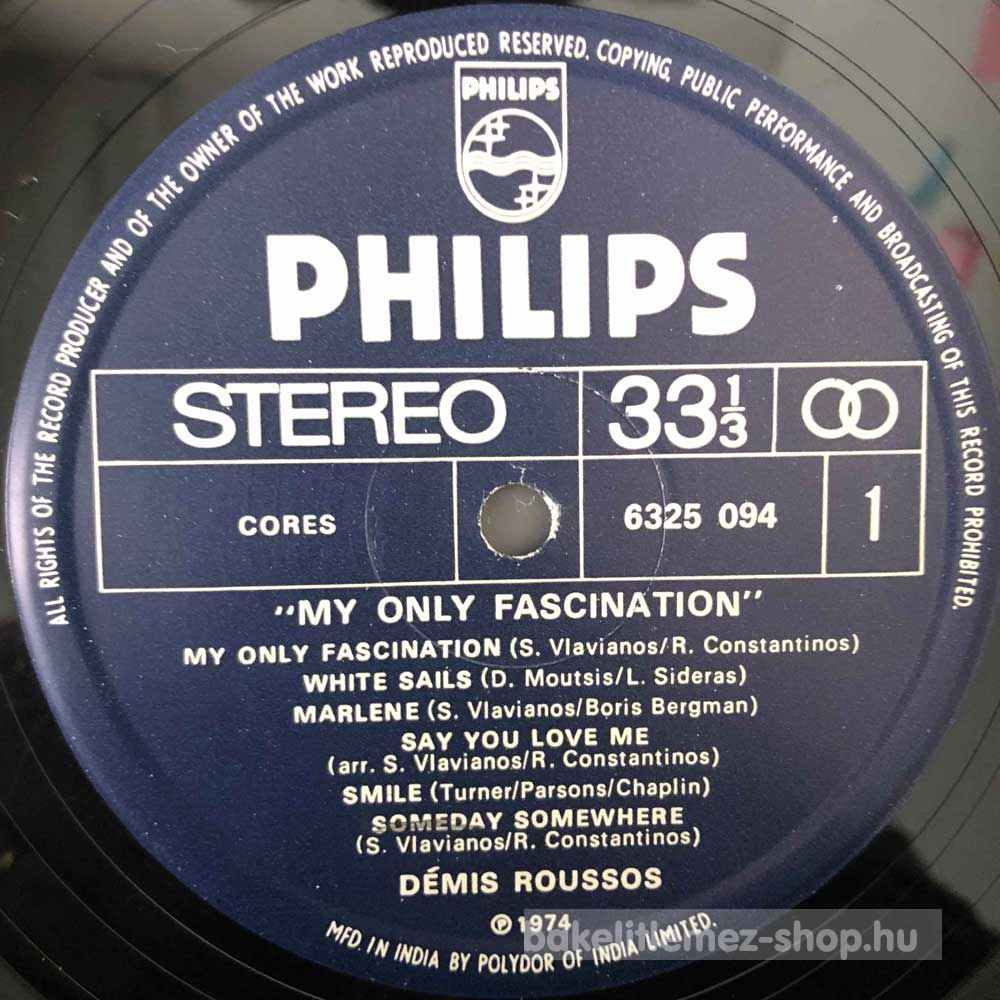 ALL RIGHTS OF THE RECORD PRODUCER AND OF THE OWNER OF THE WORK REPRODUCED RESERVED. COPYING, PUBLIC PERFORMANCE AND BROADCASTING OF THIS RECORD PROHIBITED.
PHILIPS
PHILIPS
STEREO 33⅓
CORES 6325 094 1
"MY ONLY FASCINATION"
MY ONLY FASCINATION (S. Vlavianos/R. Constantinos)
WHITE SAILS (D. Moutsis/L. Sideras)
MARLENE (S. Vlavianos/Boris Bergman)
SAY YOU LOVE ME
(arr. S. Vlavianos/R. Constantinos)
SMILE (Turner/Parsons/Chaplin)
SOMEDAY SOMEWHERE
(S. Vlavianos/R. Constantinos)
DÉMIS ROUSSOS
℗ 1974
MFD. IN INDIA BY POLYDOR OF INDIA LIMITED.
bakelitlemez-shop.hu